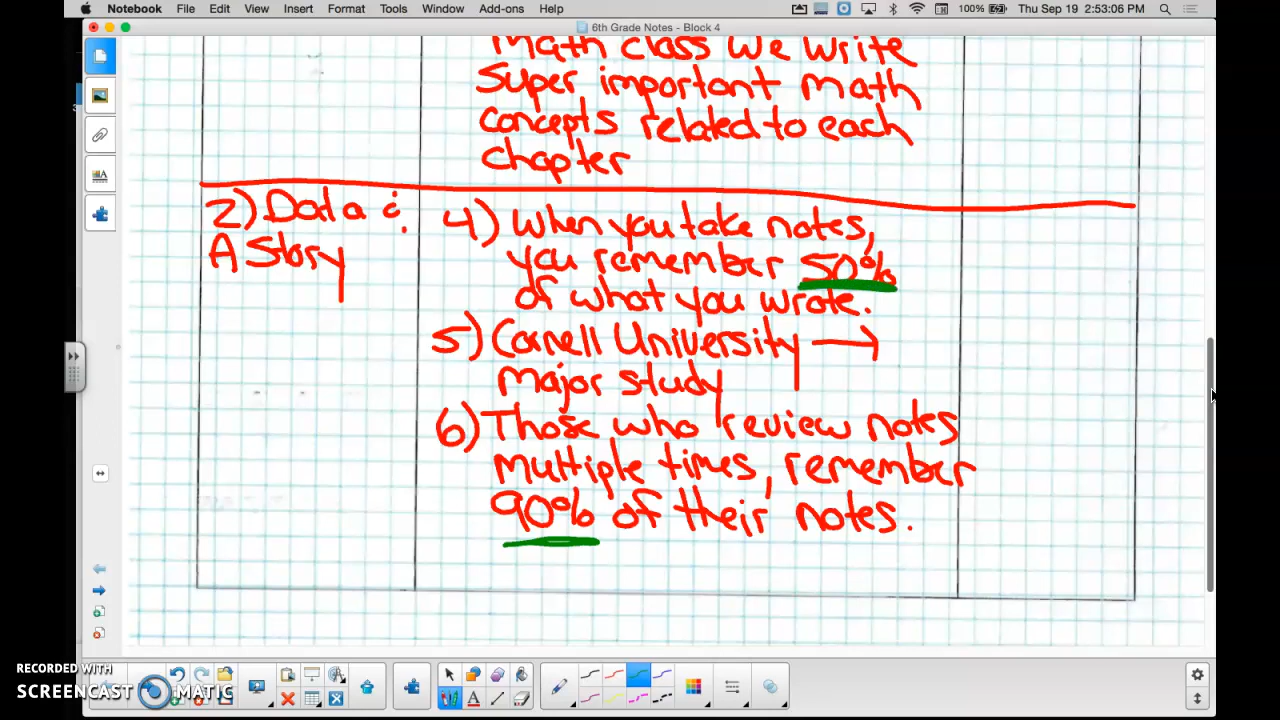 Notebook File Edit View Insert Format Tools Window Add-ons Help 100% Thu Sep 19 2:53:06 PM
6th Grade Notes - Block 4
Math class we write
super important math
concepts related to each
chapter
2) Data &
A Story
4) When you take notes,
you remember 50%
of what you wrote.
5) Cornell University →
Major study
6) Those who review notes
multiple times, remember
90% of their notes.
RECORDED WITH
SCREENCAST MATIC